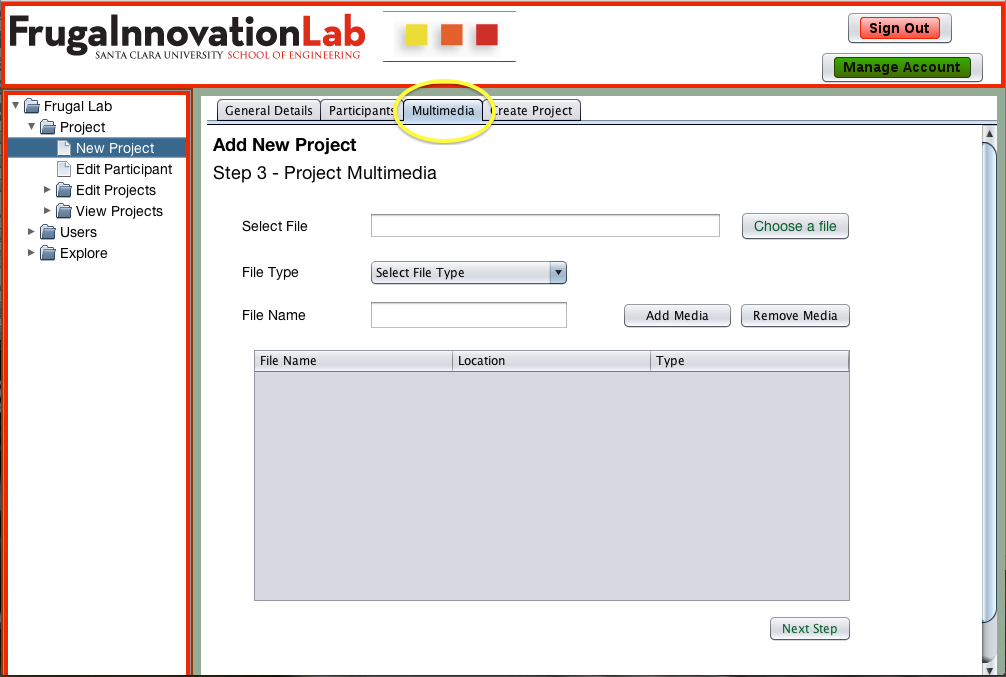 FrugalInnovationLab
SANTA CLARA UNIVERSITY SCHOOL OF ENGINEERING
Sign Out
Manage Account
Frugal Lab
Project
New Project
Edit Participant
Edit Projects
View Projects
Users
Explore
General Details Participants Multimedia Create Project
Add New Project
Step 3 - Project Multimedia
Select File Choose a file
File Type Select File Type
File Name Add Media Remove Media
File Name Location Type
Next Step